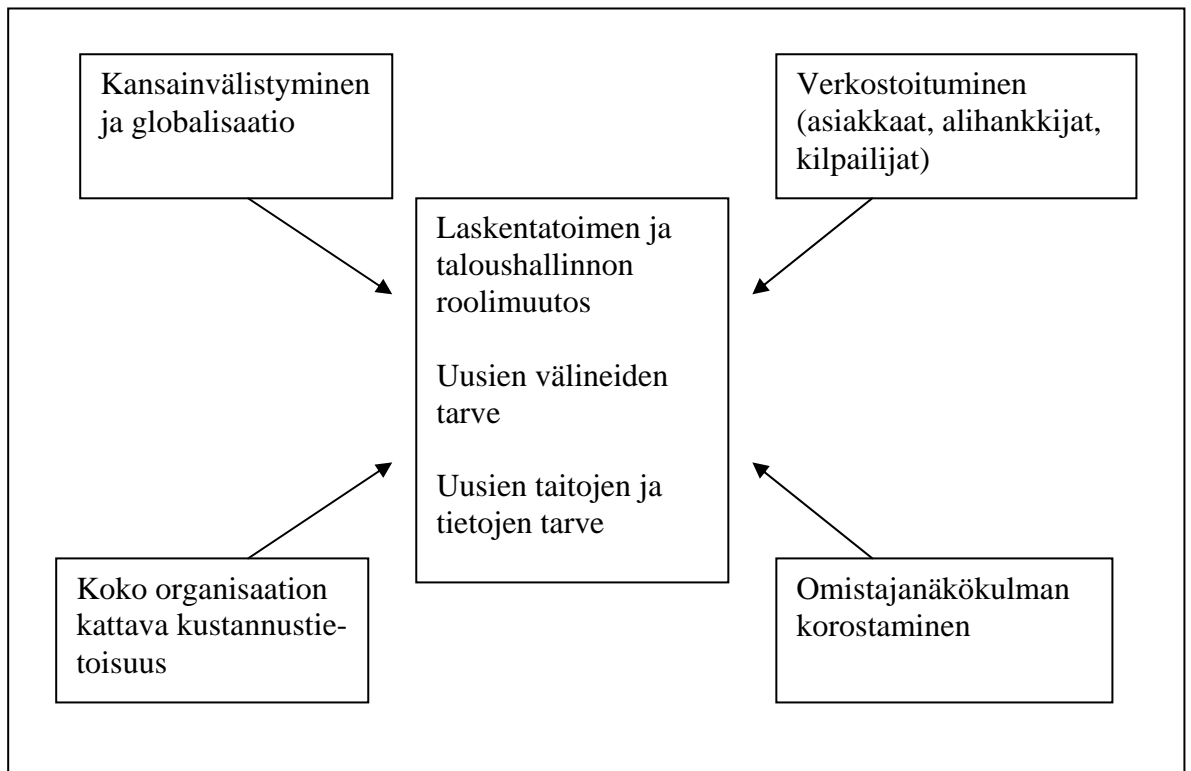 Kansainvälistyminen
ja globalisaatio
Verkostoituminen
(asiakkaat, alihankkijat,
kilpailijat)
Laskentatoimen ja
taloushallinnon
roolimuutos
Uusien välineiden
tarve
Uusien taitojen ja
tietojen tarve
Koko organisaation
kattava kustannustie-
toisuus
Omistajanäkökulman
korostaminen